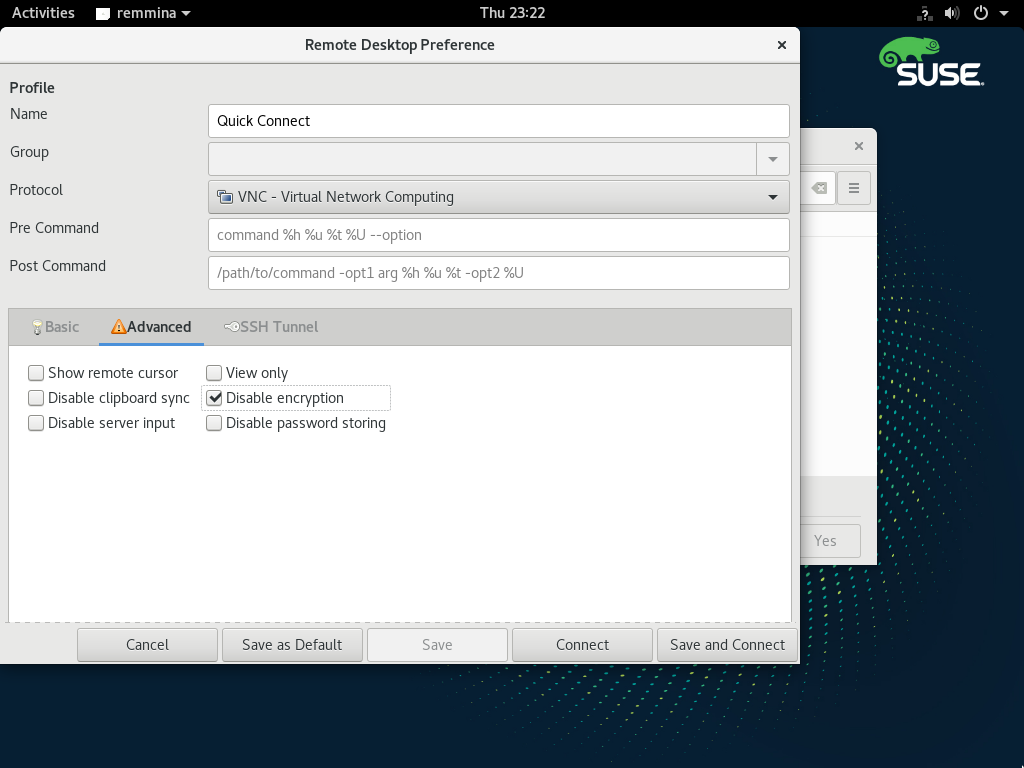 Activities remmina Thu 23:22
Remote Desktop Preference
SUSE
Profile
Name Quick Connect
Group
Protocol VNC - Virtual Network Computing
Pre Command command %h %u %t %U --option
Post Command /path/to/command -opt1 arg %h %u %t -opt2 %U
Basic Advanced SSH Tunnel
Show remote cursor View only
Disable clipboard sync Disable encryption
Disable server input Disable password storing
Yes
Cancel Save as Default Save Connect Save and Connect